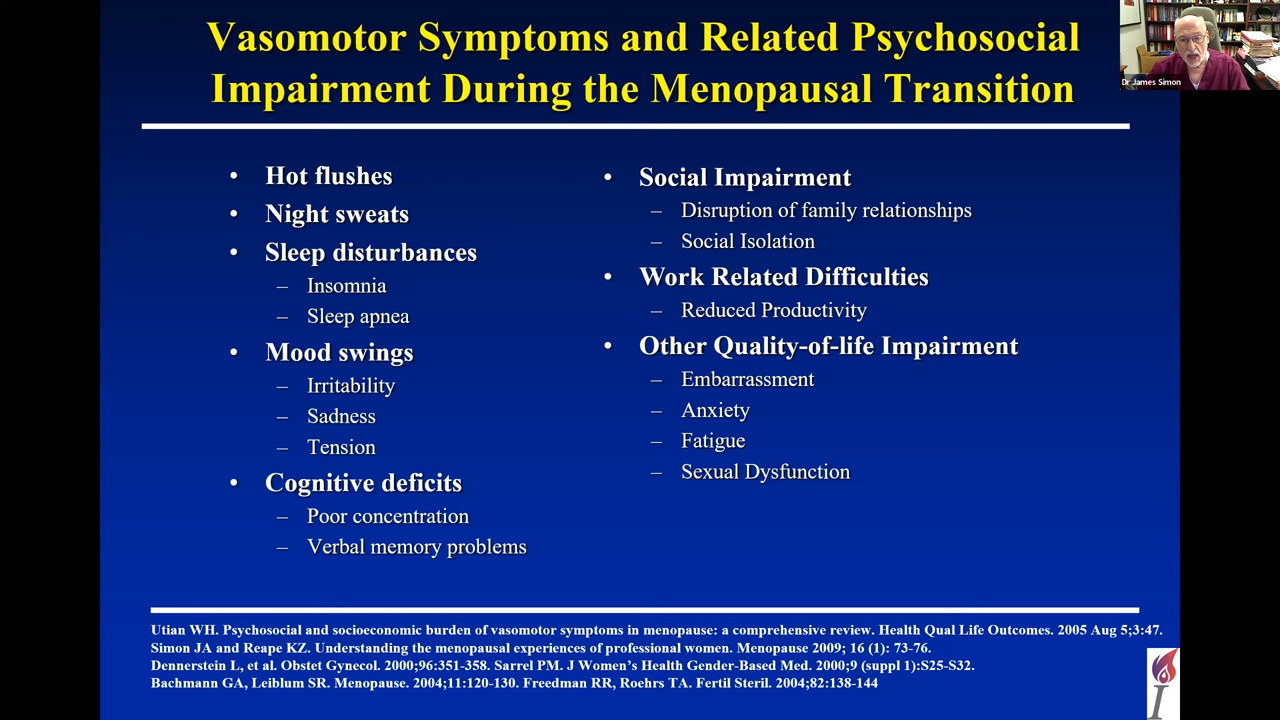 Vasomotor Symptoms and Related Psychosocial
Impairment During the Menopausal Transition
Dr.James Simon
• Hot flushes
• Night sweats
• Sleep disturbances
– Insomnia
– Sleep apnea
• Mood swings
– Irritability
– Sadness
– Tension
• Cognitive deficits
– Poor concentration
– Verbal memory problems
• Social Impairment
– Disruption of family relationships
– Social Isolation
• Work Related Difficulties
– Reduced Productivity
• Other Quality-of-life Impairment
– Embarrassment
– Anxiety
– Fatigue
– Sexual Dysfunction
Utian WH. Psychosocial and socioeconomic burden of vasomotor symptoms in menopause: a comprehensive review. Health Qual Life Outcomes. 2005 Aug 5;3:47.
Simon JA and Reape KZ. Understanding the menopausal experiences of professional women. Menopause 2009; 16 (1): 73-76.
Dennerstein L, et al. Obstet Gynecol. 2000;96:351-358. Sarrel PM. J Women’s Health Gender-Based Med. 2000;9 (suppl 1):S25-S32.
Bachmann GA, Leiblum SR. Menopause. 2004;11:120-130. Freedman RR, Roehrs TA. Fertil Steril. 2004;82:138-144